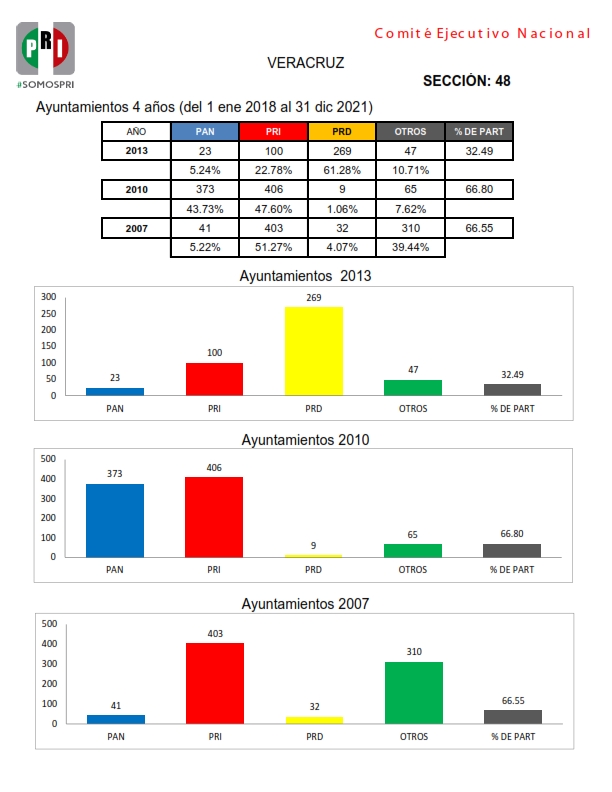 Comité Ejecutivo Nacional
PRI
#SOMOSPRI
VERACRUZ
SECCIÓN: 48
Ayuntamientos 4 años (del 1 ene 2018 al 31 dic 2021)
AÑO PAN PRI PRD OTROS % DE PART
2013 23 100 269 47 32.49
5.24% 22.78% 61.28% 10.71%
2010 373 406 9 65 66.80
43.73% 47.60% 1.06% 7.62%
2007 41 403 32 310 66.55
5.22% 51.27% 4.07% 39.44%
Ayuntamientos 2013
300
250
200
150
100
50
0
23 100 269 47 32.49
PAN PRI PRD OTROS % DE PART
Ayuntamientos 2010
500
400
300
200
100
0
373 406 9 65 66.80
PAN PRI PRD OTROS % DE PART
Ayuntamientos 2007
500
400
300
200
100
0
41 403 32 310 66.55
PAN PRI PRD OTROS % DE PART